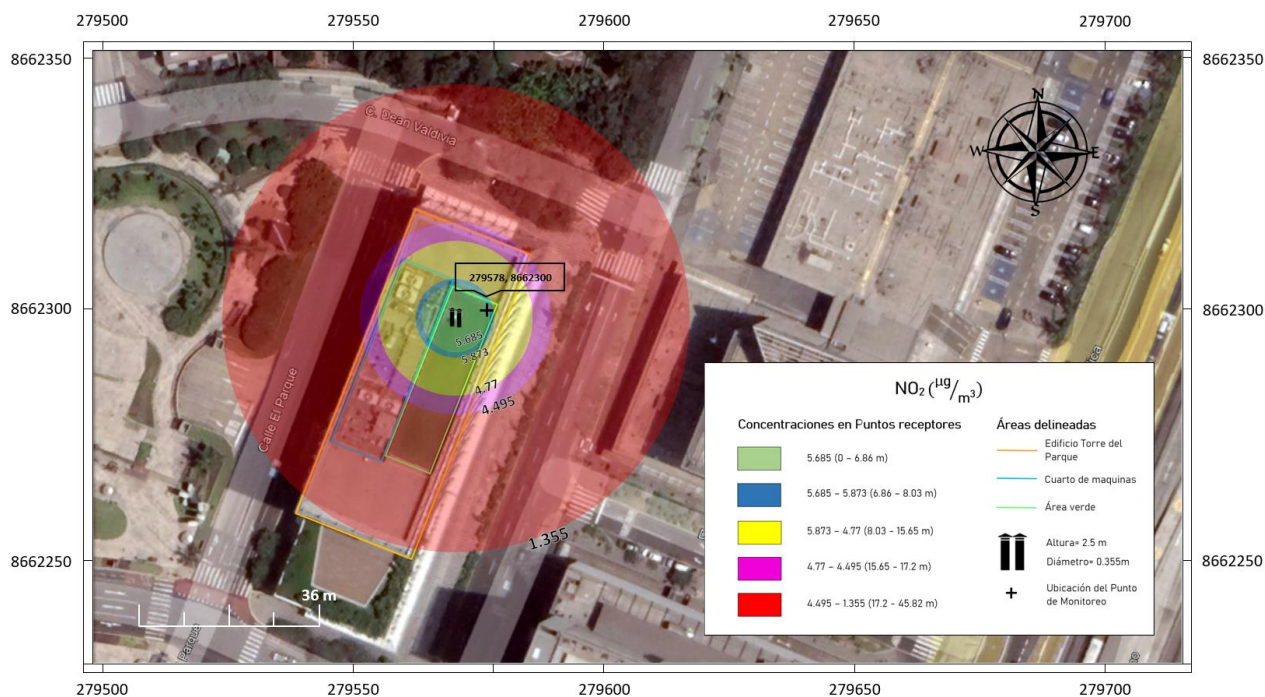 279500
279550
279600
279650
279700
8662350
8662350
N
W
E
S
C. Dean Valdivia
279578, 8662300
8662300
8662300
5.685
5.873
4.77
4.495
Calle El Parque
1.355
8662250
8662250
36 m
Parque
NO₂ (µg/m³)
Concentraciones en Puntos receptores
5.685 (0 – 6.86 m)
5.685 – 5.873 (6.86 – 8.03 m)
5.873 – 4.77 (8.03 – 15.65 m)
4.77 – 4.495 (15.65 – 17.2 m)
4.495 – 1.355 (17.2 – 45.82 m)
Áreas delineadas
Edificio Torre del
Parque
Cuarto de maquinas
Área verde
Altura= 2.5 m
Diámetro= 0.355m
Ubicación del Punto
de Monitoreo
279500
279550
279600
279650
279700